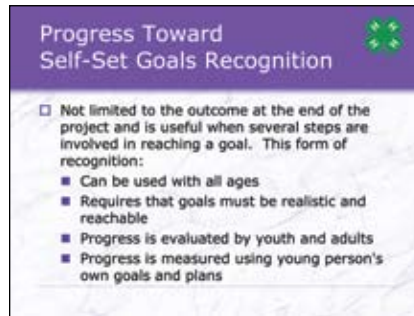 Progress Toward
Self-Set Goals Recognition
Not limited to the outcome at the end of the
project and is useful when several steps are
involved in reaching a goal. This form of
recognition:
Can be used with all ages
Requires that goals must be realistic and
reachable
Progress is evaluated by youth and adults
Progress is measured using young person's
own goals and plans